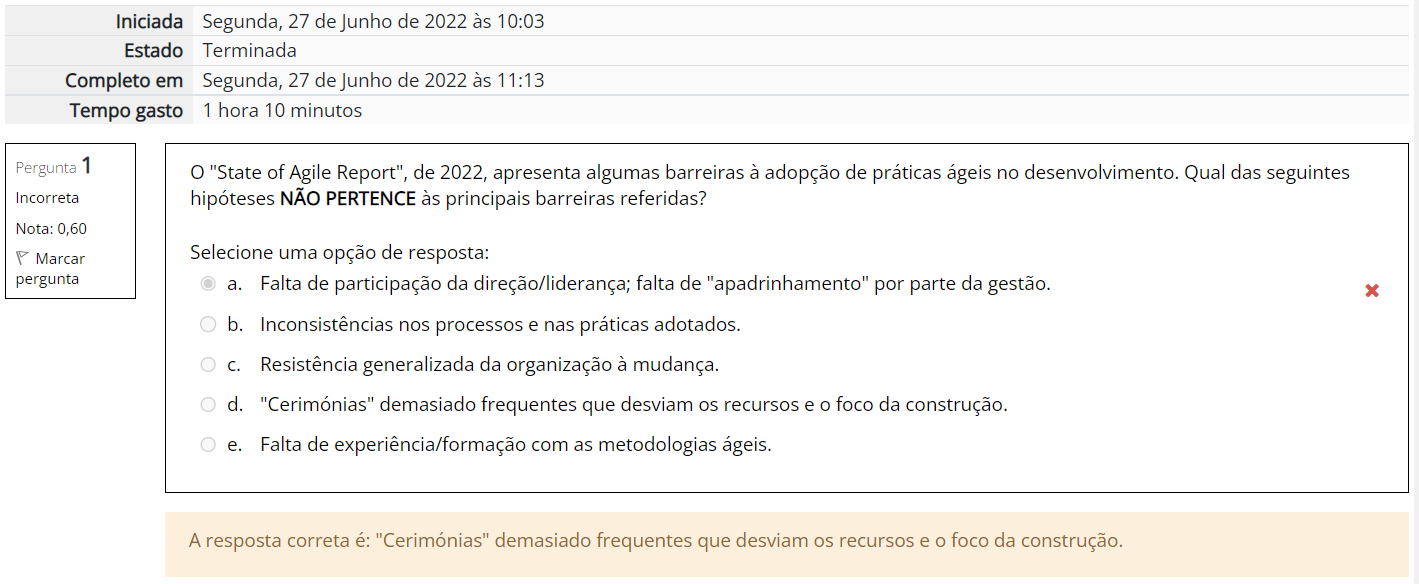 Iniciada Segunda, 27 de Junho de 2022 às 10:03
Estado Terminada
Completo em Segunda, 27 de Junho de 2022 às 11:13
Tempo gasto 1 hora 10 minutos
Pergunta 1
Incorreta
Nota: 0,60
Marcar
pergunta
O "State of Agile Report", de 2022, apresenta algumas barreiras à adopção de práticas ágeis no desenvolvimento. Qual das seguintes
hipóteses NÃO PERTENCE às principais barreiras referidas?
Selecione uma opção de resposta:
a. Falta de participação da direção/liderança; falta de "apadrinhamento" por parte da gestão.
b. Inconsistências nos processos e nas práticas adotados.
c. Resistência generalizada da organização à mudança.
d. "Cerimónias" demasiado frequentes que desviam os recursos e o foco da construção.
e. Falta de experiência/formação com as metodologias ágeis.
A resposta correta é: "Cerimónias" demasiado frequentes que desviam os recursos e o foco da construção.